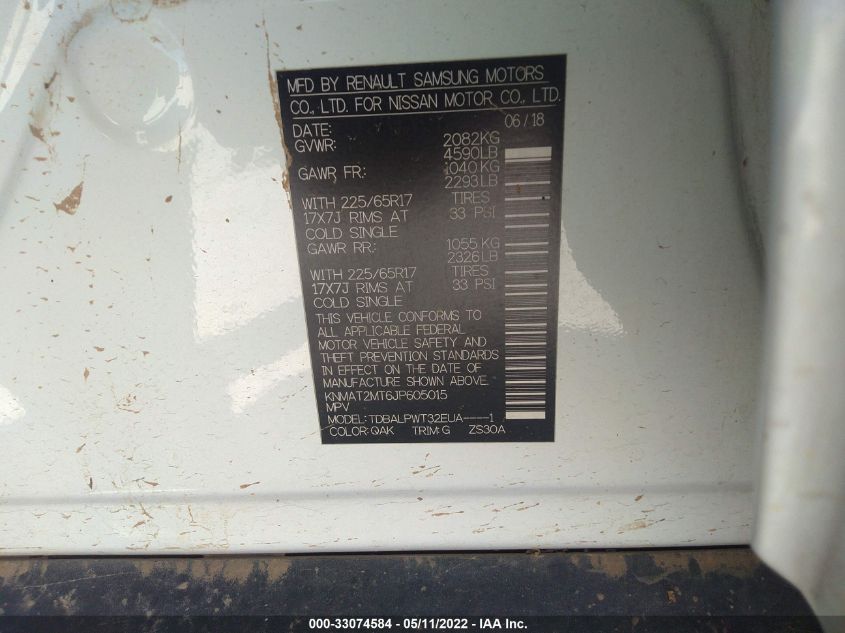 MFD BY RENAULT SAMSUNG MOTORS
CO., LTD. FOR NISSAN MOTOR CO., LTD.
DATE: 06/18
GVWR: 2082KG
4590LB
GAWR FR: 1040KG
2293LB
WITH 225/65R17 TIRES
17X7J RIMS AT 33 PSI
COLD SINGLE
GAWR RR: 1055 KG
2326LB
WITH 225/65R17 TIRES
17X7J RIMS AT 33 PSI
COLD SINGLE
THIS VEHICLE CONFORMS TO
ALL APPLICABLE FEDERAL
MOTOR VEHICLE SAFETY AND
THEFT PREVENTION STANDARDS
IN EFFECT ON THE DATE OF
MANUFACTURE SHOWN ABOVE.
KNMAT2MT6JP605015
MPV
MODEL: TDBALPWT32EUA----1
COLOR: QAK TRIM: G ZS30A
000-33074584 - 05/11/2022 - IAA Inc.